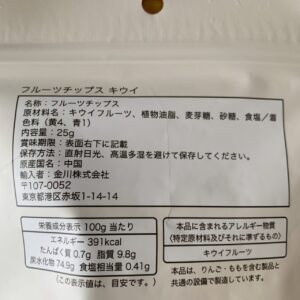 フルーツチップス キウイ
名称：フルーツチップス
原材料名：キウイフルーツ、植物油脂、麦芽糖、砂糖、食塩／着
色料（黄4、青1）
内容量：25g
賞味期限：表面右下に記載
保存方法：直射日光、高温多湿を避けて保存してください。
原産国名：中国
輸入者：金川株式会社
〒107-0052
東京都港区赤坂1-14-14
栄養成分表示 100g 当たり
エネルギー 391kcal
たんぱく質 0.7g 脂質 9.8g
炭水化物 74.9g 食塩相当量 0.41g
（この表示値は、目安です。）
本品に含まれるアレルギー物質
（特定原材料及びそれに準ずるもの）
キウイフルーツ
本品は、りんご・ももを含む製品と
共通の設備で製造しています。